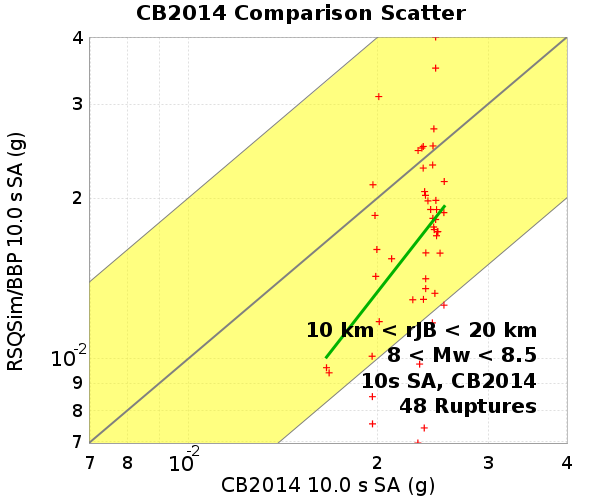 CB2014 Comparison Scatter
RSQSim/BBP 10.0 s SA (g)
4
3
2
10-2
9
8
7
10 km < rJB < 20 km
8 < Mw < 8.5
10s SA, CB2014
48 Ruptures
7 8 10-2 2 3 4
CB2014 10.0 s SA (g)